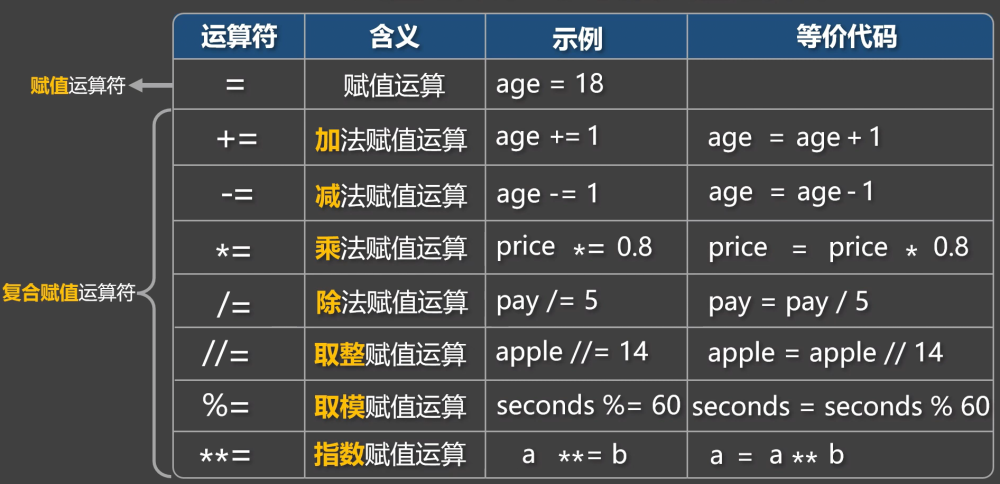 运算符 含义 示例 等价代码
赋值运算符 = 赋值运算 age = 18
+= 加法赋值运算 age += 1 age = age + 1
-= 减法赋值运算 age -= 1 age = age - 1
*= 乘法赋值运算 price *= 0.8 price = price * 0.8
复合赋值运算符
/= 除法赋值运算 pay /= 5 pay = pay / 5
//= 取整赋值运算 apple //= 14 apple = apple // 14
%= 取模赋值运算 seconds %= 60 seconds = seconds % 60
**= 指数赋值运算 a **= b a = a ** b